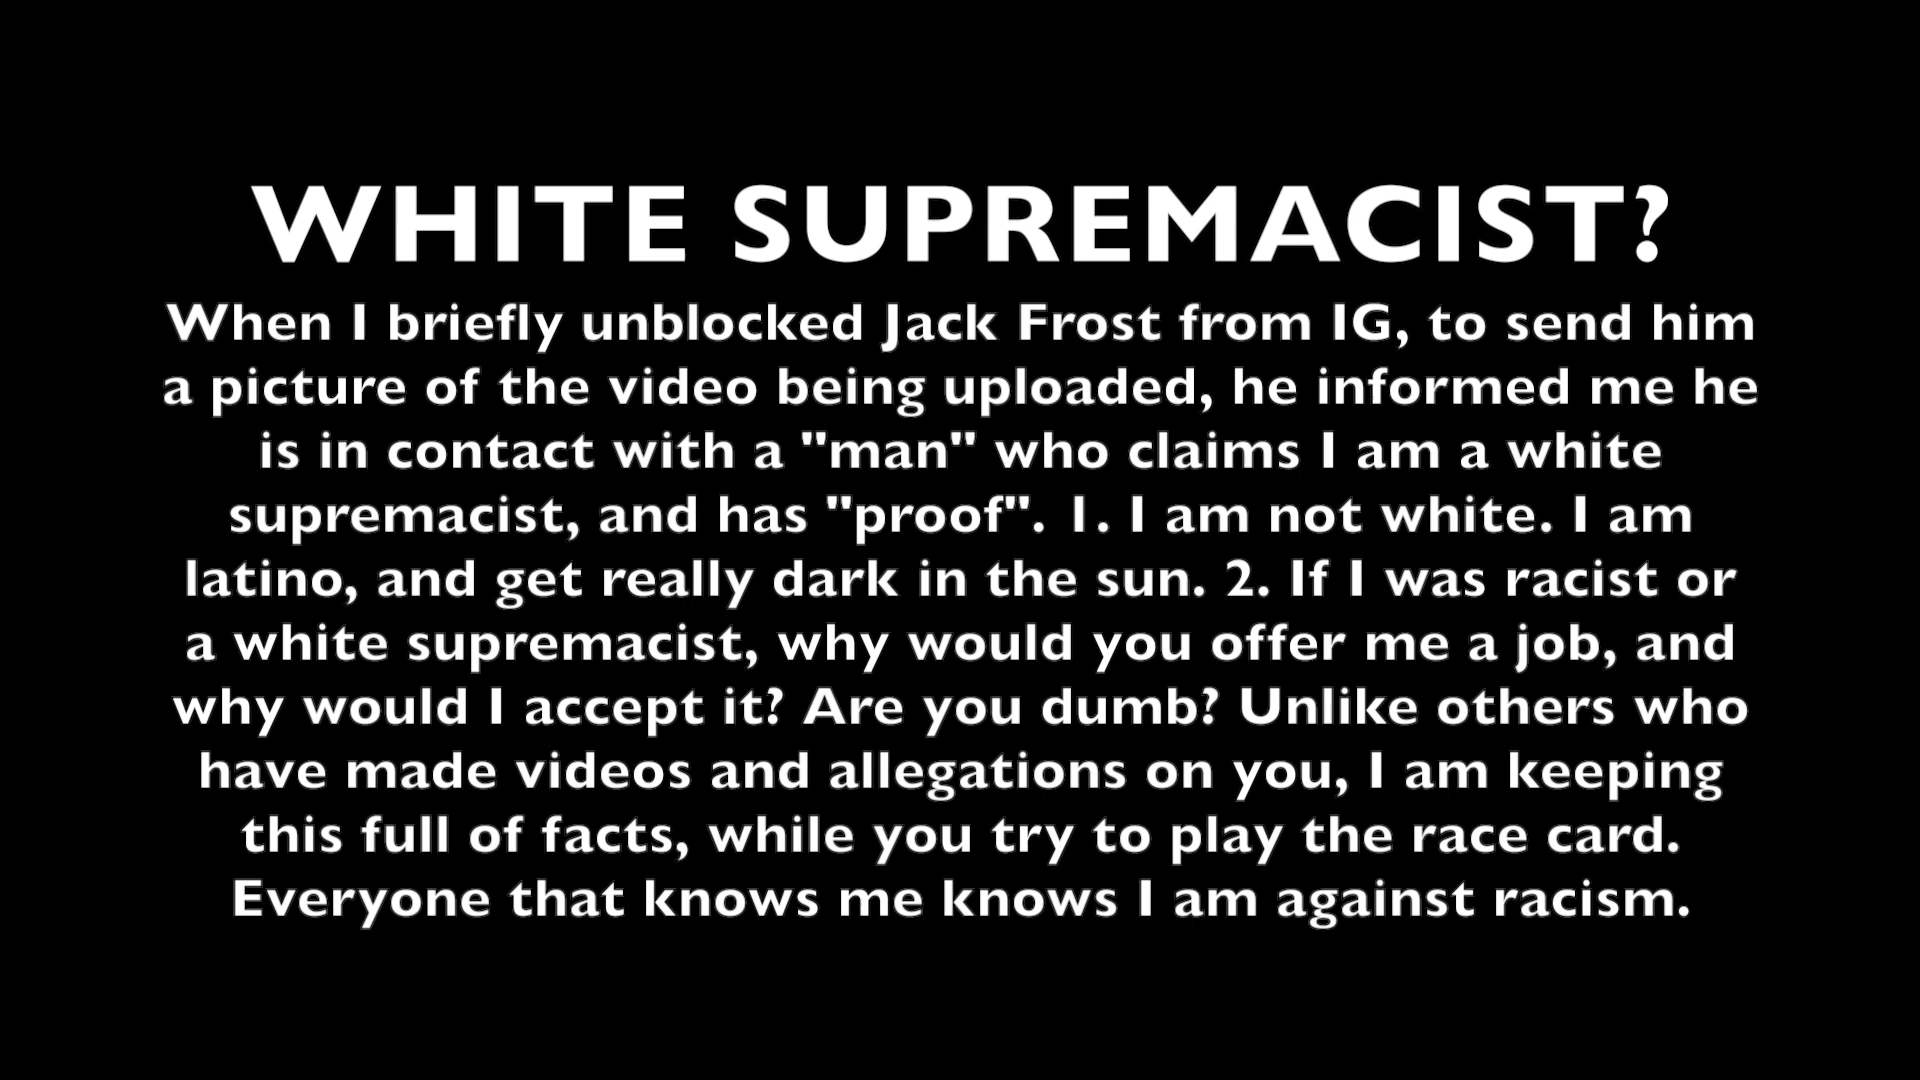 WHITE SUPREMACIST?
When I briefly unblocked Jack Frost from IG, to send him
a picture of the video being uploaded, he informed me he
is in contact with a "man" who claims I am a white
supremacist, and has "proof". 1. I am not white. I am
latino, and get really dark in the sun. 2. If I was racist or
a white supremacist, why would you offer me a job, and
why would I accept it? Are you dumb? Unlike others who
have made videos and allegations on you, I am keeping
this full of facts, while you try to play the race card.
Everyone that knows me knows I am against racism.